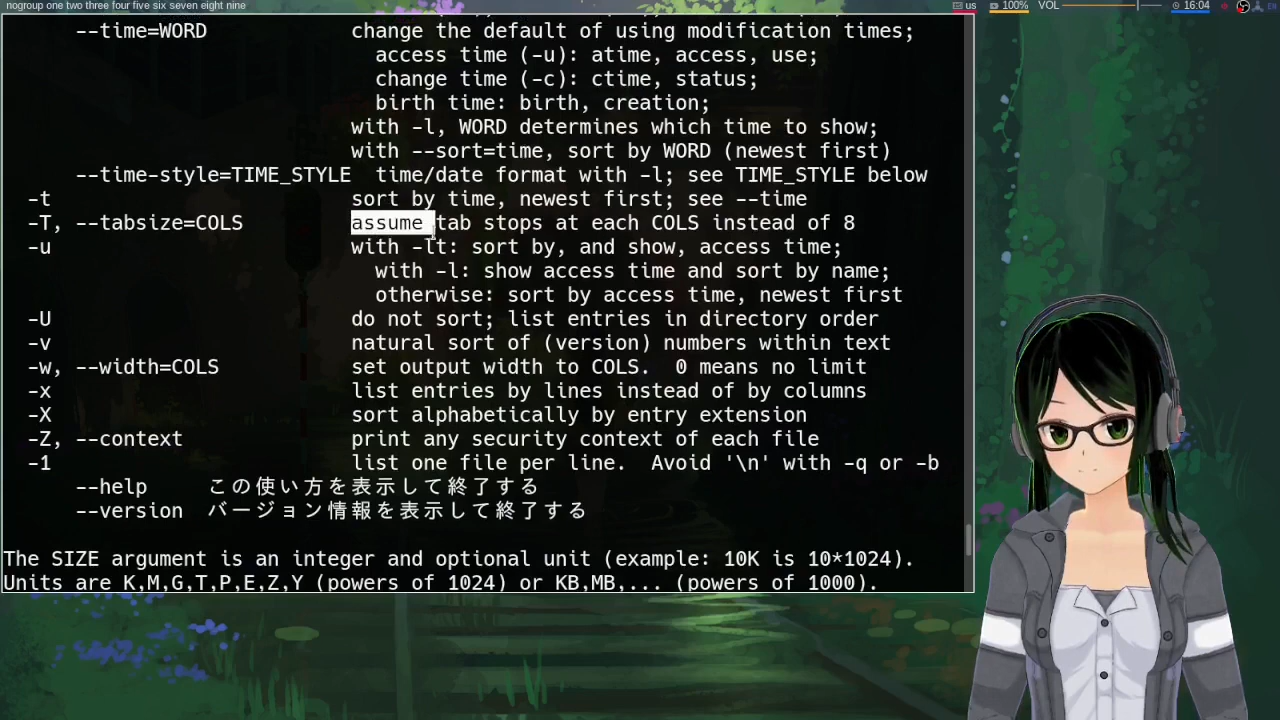 nogroup one two three four five six seven eight nine
us 100% VOL 16:04
--time=WORD change the default of using modification times;
access time (-u): atime, access, use;
change time (-c): ctime, status;
birth time: birth, creation;
with -l, WORD determines which time to show;
with --sort=time, sort by WORD (newest first)
--time-style=TIME_STYLE time/date format with -l; see TIME_STYLE below
-t sort by time, newest first; see --time
-T, --tabsize=COLS assume tab stops at each COLS instead of 8
-u with -lt: sort by, and show, access time;
with -l: show access time and sort by name;
otherwise: sort by access time, newest first
-U do not sort; list entries in directory order
-v natural sort of (version) numbers within text
-w, --width=COLS set output width to COLS. 0 means no limit
-x list entries by lines instead of by columns
-X sort alphabetically by entry extension
-Z, --context print any security context of each file
-1 list one file per line. Avoid '\n' with -q or -b
--help この使い方を表示して終了する
--version バージョン情報を表示して終了する
The SIZE argument is an integer and optional unit (example: 10K is 10*1024).
Units are K,M,G,T,P,E,Z,Y (powers of 1024) or KB,MB,... (powers of 1000).